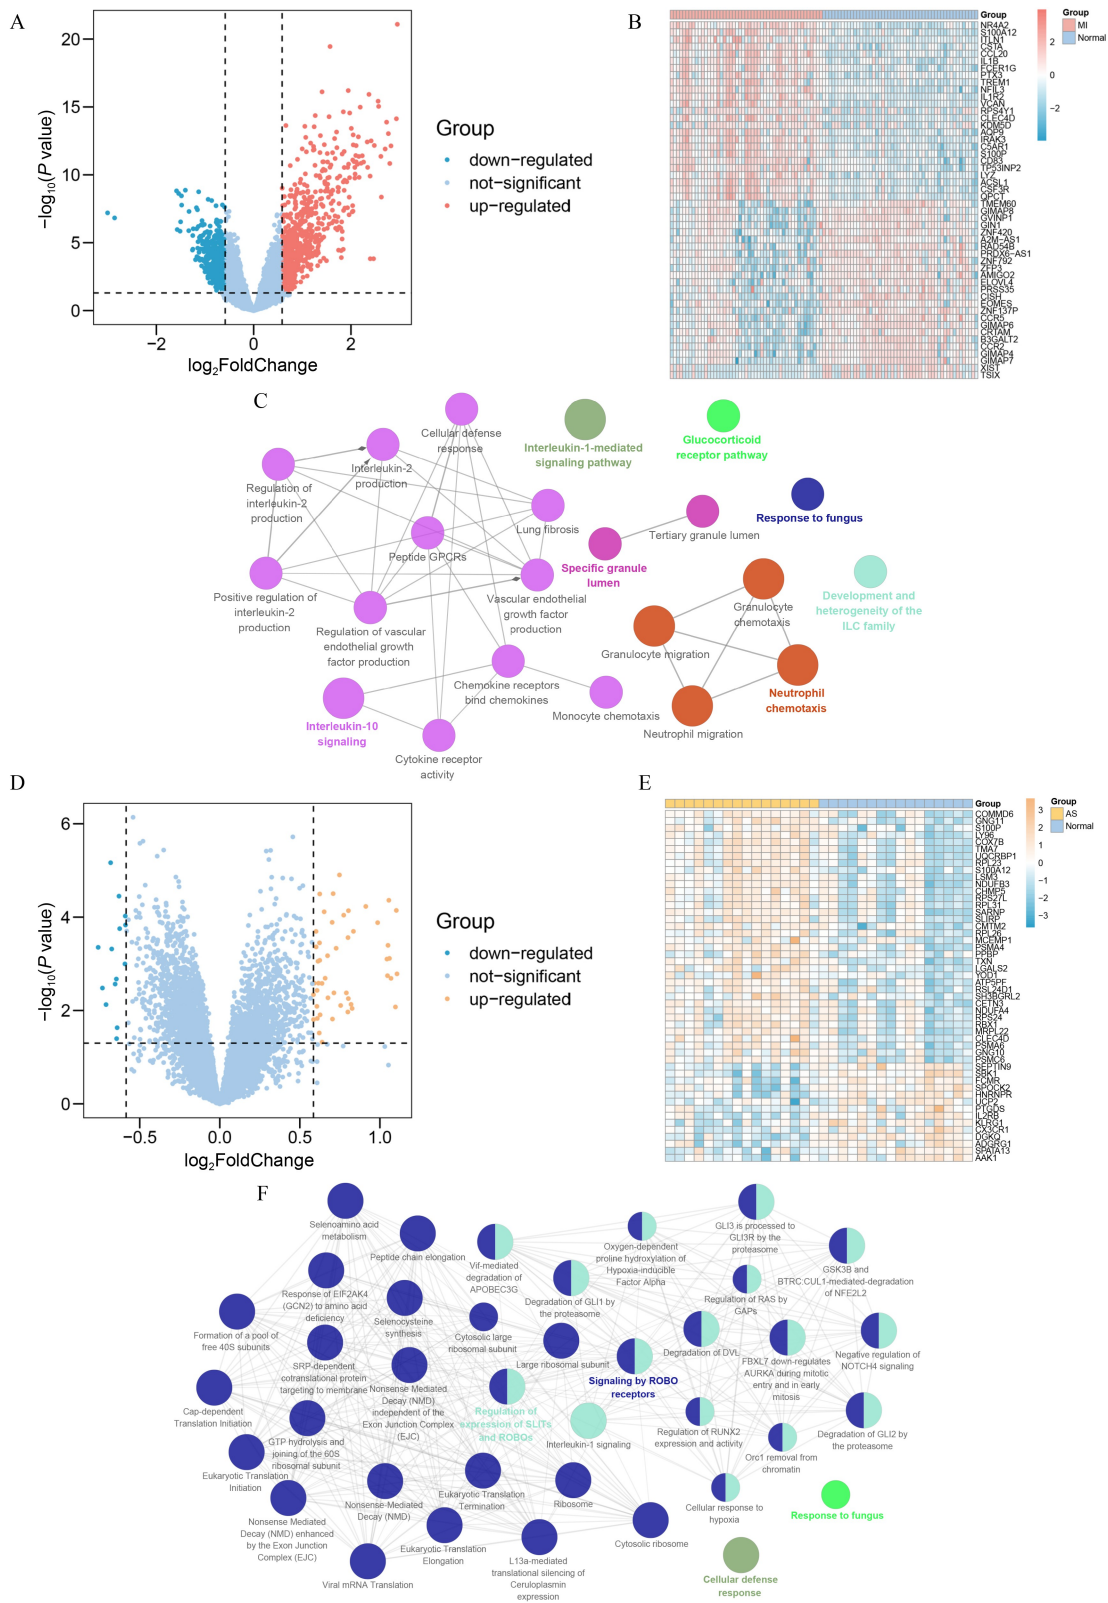 A
20
15
10
5
0
−log10(P value)
−2
0
2
log2FoldChange
Group
down−regulated
not−significant
up−regulated
B
Group
NR4A2
S100A12
ITLN1
CSTA
CCL20
IL1B
FCER1G
PTX3
TREM1
NFIL3
IL1R2
VCAN
RPS4Y1
CLEC4D
KDM5D
AQP9
IRAK3
C5AR1
S100P
CD83
TP53INP2
LYZ
ACSL1
CSF3R
QPCT
TMEM60
GIMAP8
GVINP1
GIN1
ZNF420
A2M−AS1
RAD54B
PRDX6−AS1
ZNF792
ZFP3
AMIGO2
ELOVL4
PRSS35
CISH
EOMES
ZNF137P
CCR5
GIMAP6
CRTAM
B3GALT2
CCR2
GIMAP4
GIMAP7
XIST
TSIX
2
0
−2
Group
MI
Normal
C
Cellular defense
response
Interleukin-2
production
Regulation of
interleukin-2
production
Lung fibrosis
Peptide GPCRs
Positive regulation of
interleukin-2
production
Regulation of vascular
endothelial growth
factor production
Vascular endothelial
growth factor
production
Chemokine receptors
bind chemokines
Monocyte chemotaxis
Interleukin-10
signaling
Cytokine receptor
activity
Interleukin-1-mediated
signaling pathway
Glucocorticoid
receptor pathway
Response to fungus
Tertiary granule lumen
Specific granule
lumen
Development and
heterogeneity of the
ILC family
Granulocyte
chemotaxis
Granulocyte migration
Neutrophil
chemotaxis
Neutrophil migration
D
6
4
2
0
−log10(P value)
−0.5
0.0
0.5
1.0
log2FoldChange
Group
down−regulated
not−significant
up−regulated
E
Group
COMMD6
GNG11
S100P
LY96
COX7B
TMA7
UQCRBP1
RPL23
S100A12
LSM3
NDUFB3
CHMP5
RPS27L
RPL31
SARNP
SLIRP
CMTM2
RPL26
MCEMP1
PSMA4
PPBP
TXN
LGALS2
YOD1
ATP5PF
RSL24D1
SH3BGRL2
CETN3
NDUFA4
RPS24
RBX1
MRPL22
CLEC4D
PSMA6
GNG10
PSMC6
SEPTIN9
SBK1
FCMR
SPOCK2
HNRNPR
UCP2
PTGDS
IL2RB
KLRG1
CX3CR1
DGKQ
ADGRG1
SPATA13
AAK1
3
2
1
0
−1
−2
−3
Group
AS
Normal
F
Selenoamino acid
metabolism
Peptide chain elongation
Response of EIF2AK4
(GCN2) to amino acid
deficiency
Selenocysteine
synthesis
Formation of a pool of
free 40S subunits
SRP-dependent
cotranslational protein
targeting to membrane
Nonsense Mediated
Decay (NMD)
independent of the
Exon Junction Complex
(EJC)
Cap-dependent
Translation Initiation
GTP hydrolysis and
joining of the 60S
ribosomal subunit
Eukaryotic Translation
Initiation
Nonsense Mediated
Decay (NMD) enhanced
by the Exon Junction
Complex (EJC)
Nonsense-Mediated
Decay (NMD)
Eukaryotic Translation
Termination
Eukaryotic Translation
Elongation
Viral mRNA Translation
L13a-mediated
translational silencing of
Ceruloplasmin
expression
Ribosome
Cytosolic ribosome
Cytosolic large
ribosomal subunit
Large ribosomal subunit
Vif-mediated
degradation of
APOBEC3G
Degradation of GLI1 by
the proteasome
Oxygen-dependent
proline hydroxylation of
Hypoxia-inducible
Factor Alpha
GLI3 is processed to
GLI3R by the
proteasome
GSK3B and
BTRC:CUL1-mediated-degradation
of NFE2L2
Regulation of RAS by
GAPs
Degradation of DVL
FBXL7 down-regulates
AURKA during mitotic
entry and in early
mitosis
Negative regulation of
NOTCH4 signaling
Signaling by ROBO
receptors
Regulation of
expression of SLITs
and ROBOs
Interleukin-1 signaling
Regulation of RUNX2
expression and activity
Orc1 removal from
chromatin
Degradation of GLI2 by
the proteasome
Cellular response to
hypoxia
Response to fungus
Cellular defense
response